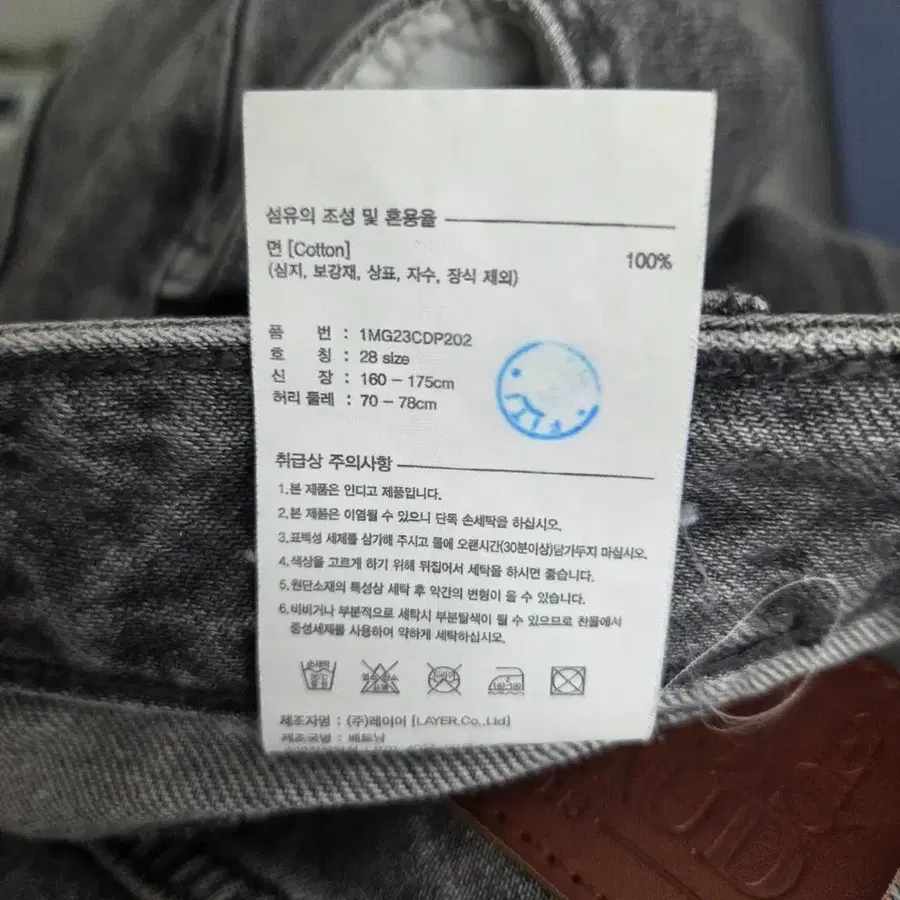 섬유의 조성 및 혼용율
면 [Cotton] 100%
(심지, 보강재, 상표, 자수, 장식 제외)
품 번 : 1MG23CDP202
호 칭 : 28 size
신 장 : 160 - 175cm
허리 둘레 : 70 - 78cm
취급상 주의사항
1.본 제품은 인디고 제품입니다.
2.본 제품은 이염될 수 있으니 단독 손세탁을 하십시오.
3.표백성 세제를 삼가해 주시고 물에 오랜시간(30분이상)담가두지 마십시오.
4.색상을 고르게 하기 위해 뒤집어서 세탁을 하시면 좋습니다.
5.원단소재의 특성상 세탁 후 약간의 변형이 올 수 있습니다.
6.비비거나 부분적으로 세탁시 부분탈색이 될 수 있으므로 찬물에서
중성세제를 사용하여 약하게 세탁하십시오.
제조자명 : (주)레이어 [LAYER.Co.,Ltd]
제조국명 : 베트남